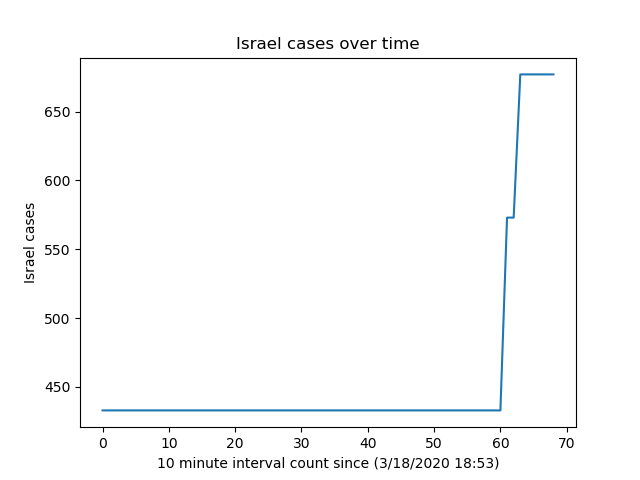 Israel cases over time
650
600
550
500
450
Israel cases
0 10 20 30 40 50 60 70
10 minute interval count since (3/18/2020 18:53)